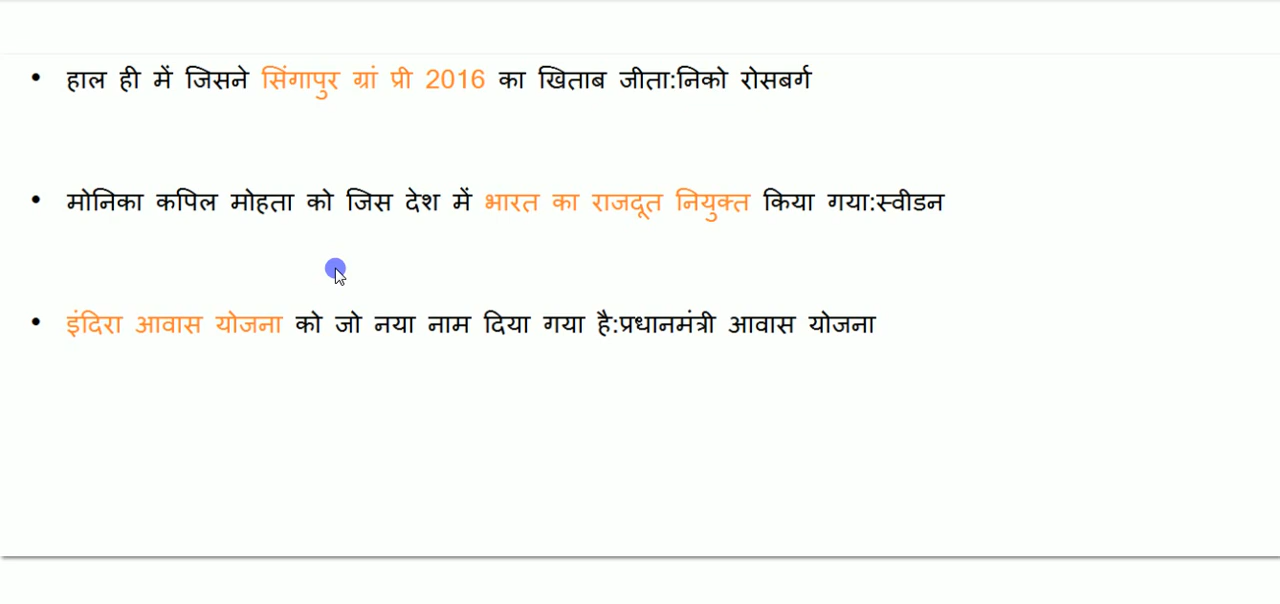 • हाल ही में जिसने सिंगापुर ग्रां प्री 2016 का खिताब जीता:निको रोसबर्ग
• मोनिका कपिल मोहता को जिस देश में भारत का राजदूत नियुक्त किया गया:स्वीडन
• इंदिरा आवास योजना को जो नया नाम दिया गया है:प्रधानमंत्री आवास योजना